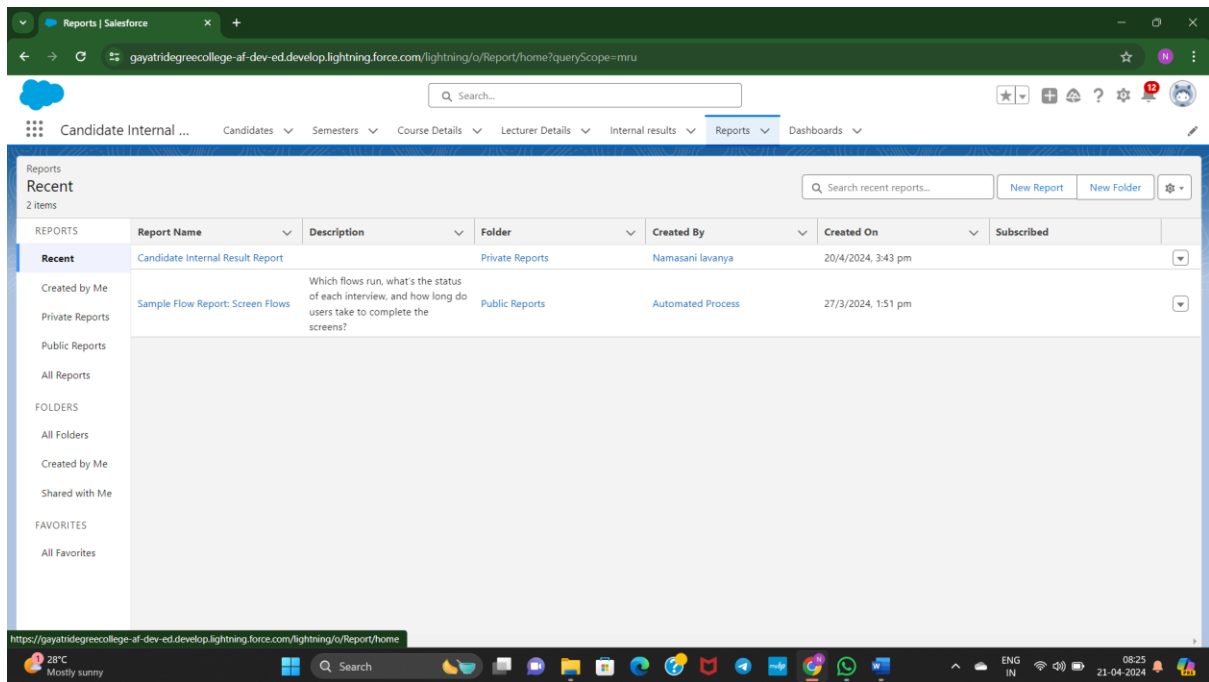 Reports | Salesforce
gayatridegreecollege-af-dev-ed.develop.lightning.force.com/lightning/o/Report/home?queryScope=mru
N
Search...
12
Candidate Internal ...
Candidates
Semesters
Course Details
Lecturer Details
Internal results
Reports
Dashboards
Reports
Recent
2 items
Search recent reports...
New Report
New Folder
REPORTS
Report Name
Description
Folder
Created By
Created On
Subscribed
Recent
Candidate Internal Result Report
Private Reports
Namasani lavanya
20/4/2024, 3:43 pm
Created by Me
Private Reports
Public Reports
All Reports
Sample Flow Report: Screen Flows
Which flows run, what's the status
of each interview, and how long do
users take to complete the
screens?
Public Reports
Automated Process
27/3/2024, 1:51 pm
FOLDERS
All Folders
Created by Me
Shared with Me
FAVORITES
All Favorites
https://gayatridegreecollege-af-dev-ed.develop.lightning.force.com/lightning/o/Report/home
1
28°C
Mostly sunny
Search
ENG
IN
08:25
21-04-2024